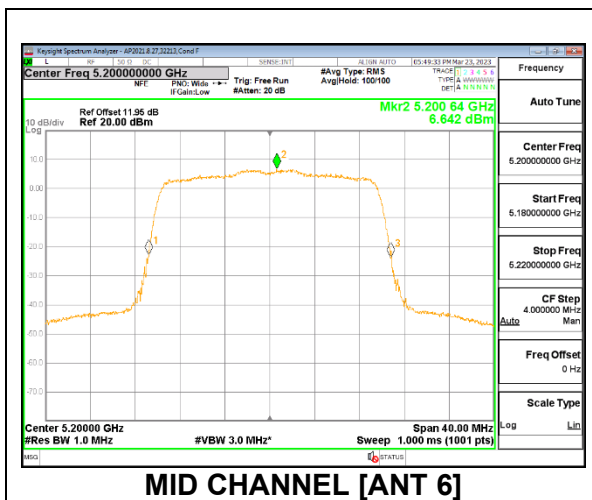 Keysight Spectrum Analyzer - AP2021.8.27,32213,Cond F
L RF 50 Ω DC SENSE:INT ALIGN AUTO 05:49:33 PM Mar 23, 2023
Center Freq 5.200000000 GHz
NFE
PNO: Wide
IFGain:Low
Trig: Free Run
#Atten: 20 dB
#Avg Type: RMS
Avg|Hold: 100/100
TRACE 1 2 3 4 5 6
TYPE A WWWWW
DET A N N N N N
Frequency
Auto Tune
Mkr2 5.200 64 GHz
6.642 dBm
Ref Offset 11.95 dB
10 dB/div Ref 20.00 dBm
Log
10.0
0.00
-10.0
-20.0
-30.0
-40.0
-50.0
-60.0
-70.0
2
1
3
Center Freq
5.200000000 GHz
Start Freq
5.180000000 GHz
Stop Freq
5.220000000 GHz
CF Step
4.000000 MHz
Auto Man
Freq Offset
0 Hz
Scale Type
Log Lin
Center 5.20000 GHz Span 40.00 MHz
#Res BW 1.0 MHz #VBW 3.0 MHz* Sweep 1.000 ms (1001 pts)
MSG STATUS
MID CHANNEL [ANT 6]